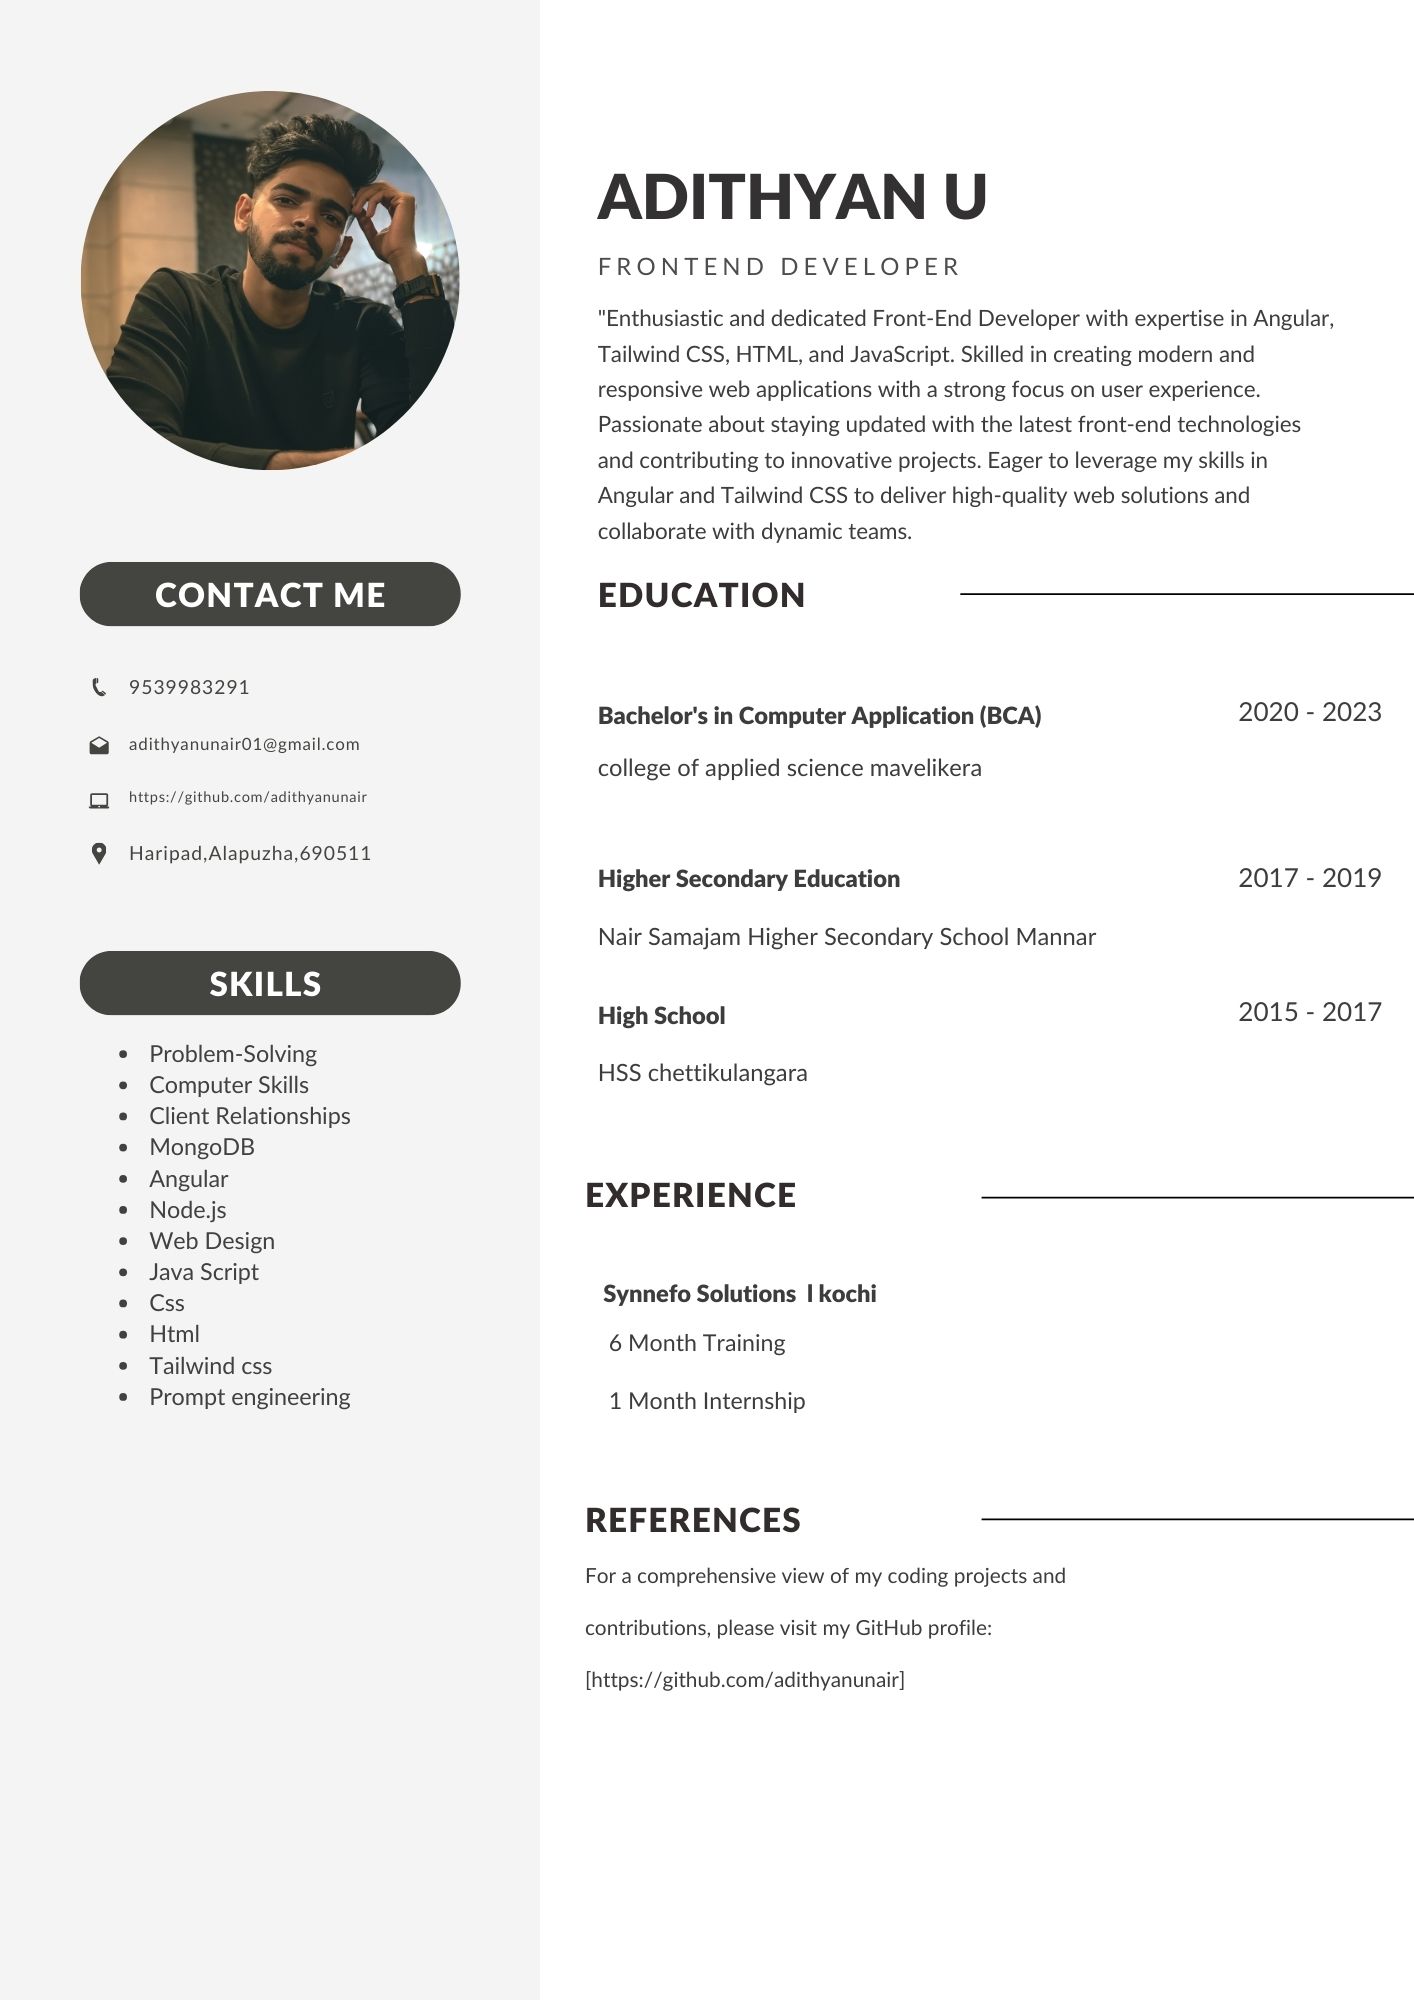 ADITHYAN U
FRONTEND DEVELOPER
"Enthusiastic and dedicated Front-End Developer with expertise in Angular,
Tailwind CSS, HTML, and JavaScript. Skilled in creating modern and
responsive web applications with a strong focus on user experience.
Passionate about staying updated with the latest front-end technologies
and contributing to innovative projects. Eager to leverage my skills in
Angular and Tailwind CSS to deliver high-quality web solutions and
collaborate with dynamic teams.
CONTACT ME
9539983291
adithyanunair01@gmail.com
https://github.com/adithyanunair
Haripad,Alapuzha,690511
SKILLS
• Problem-Solving
• Computer Skills
• Client Relationships
• MongoDB
• Angular
• Node.js
• Web Design
• Java Script
• Css
• Html
• Tailwind css
• Prompt engineering
EDUCATION
Bachelor's in Computer Application (BCA) 2020 - 2023
college of applied science mavelikera
Higher Secondary Education 2017 - 2019
Nair Samajam Higher Secondary School Mannar
High School 2015 - 2017
HSS chettikulangara
EXPERIENCE
Synnefo Solutions l kochi
6 Month Training
1 Month Internship
REFERENCES
For a comprehensive view of my coding projects and
contributions, please visit my GitHub profile:
[https://github.com/adithyanunair]